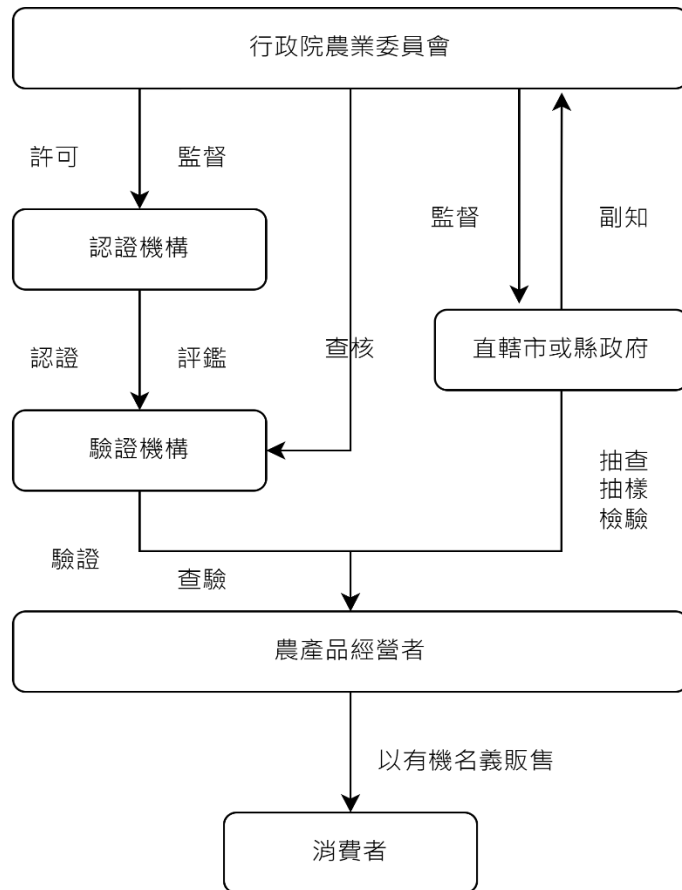 行政院農業委員會
許可
監督
監督
副知
認證機構
認證
評鑑
查核
直轄市或縣政府
驗證機構
抽查
抽樣
檢驗
驗證
查驗
農產品經營者
以有機名義販售
消費者